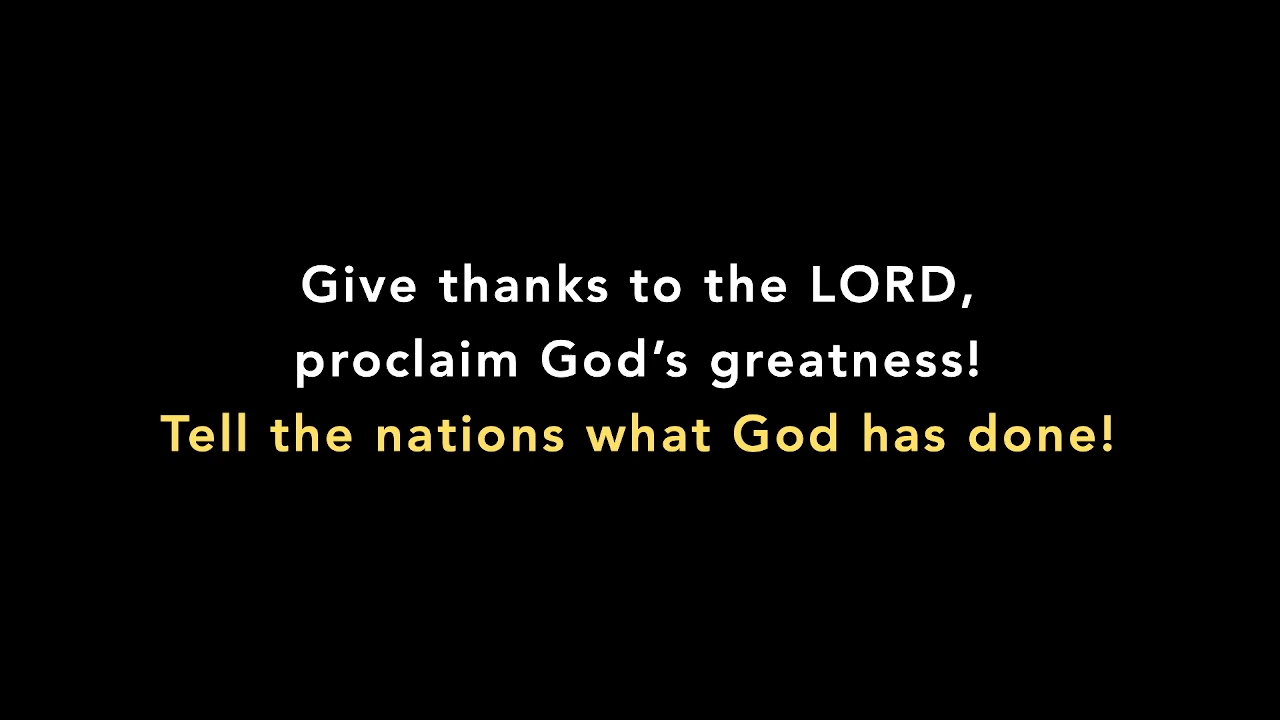 Give thanks to the LORD,
proclaim God’s greatness!
Tell the nations what God has done!